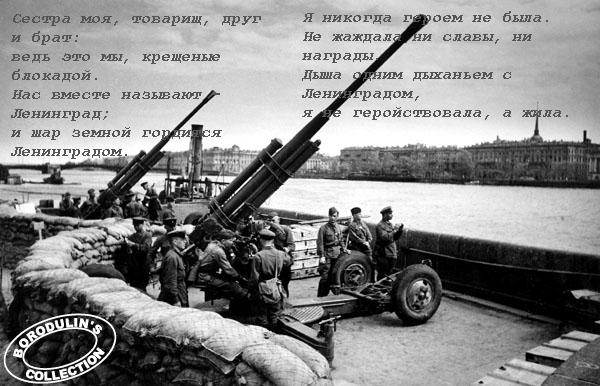 Сестра моя, товарищ, друг
и брат:
ведь это мы, крещеные
блокадой.
Нас вместе называют
Ленинград;
и шар земной гордится
Ленинградом.
Я никогда героем не была.
Не жаждала ни славы, ни
награды.
Дыша одним дыханьем с
Ленинградом,
я не геройствовала, а жила.
BORODULIN'S
COLLECTION